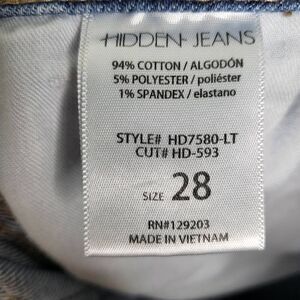 HIDDEN JEANS
94% COTTON / ALGODÓN
5% POLYESTER / poliéster
1% SPANDEX / elastano
STYLE# HD7580-LT
CUT# HD-593
SIZE 28
RN#129203
MADE IN VIETNAM